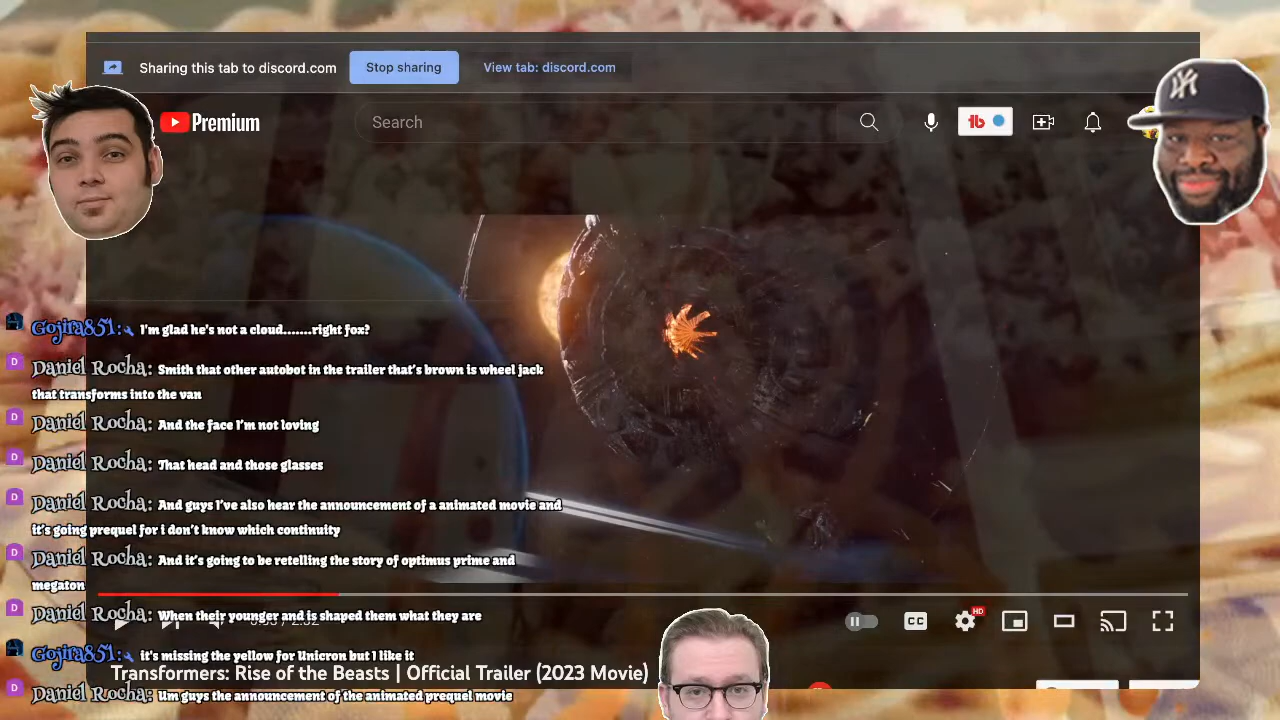 Sharing this tab to discord.com
Stop sharing
View tab: discord.com
Premium
Search
Gojira851: I'm glad he's not a cloud.......right fox?
D
Daniel Rocha: Smith that other autobot in the trailer that's brown is wheel jack
that transforms into the van
D
Daniel Rocha: And the face I'm not loving
D
Daniel Rocha: That head and those glasses
D
Daniel Rocha: And guys I've also hear the announcement of a animated movie and
it's going prequel for i don't know which continuity
D
Daniel Rocha: And it's going to be retelling the story of optimus prime and
megaton
D
Daniel Rocha: When their younger and is shaped them what they are
CC
HD
Gojira851: it's missing the yellow for Unicron but I like it
Transformers: Rise of the Beasts | Official Trailer (2023 Movie)
D
Daniel Rocha: Um guys the announcement of the animated prequel movie